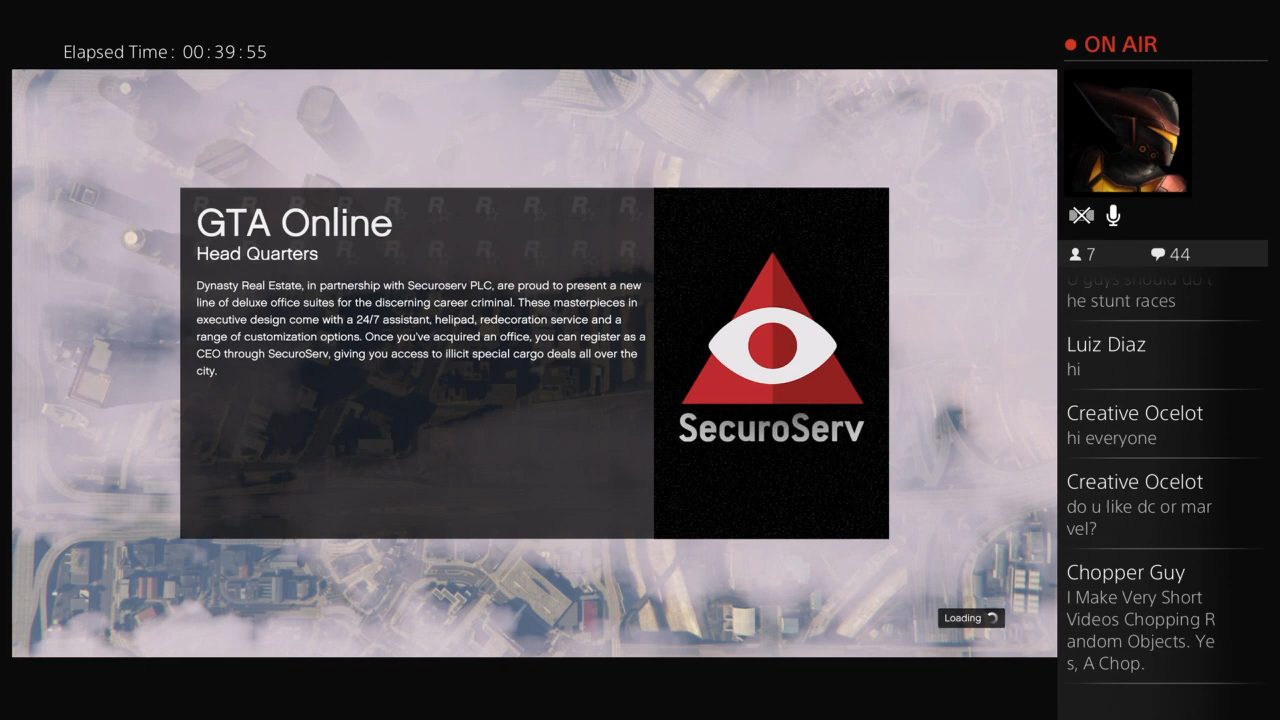 Elapsed Time: 00:39:55
ON AIR
GTA Online
Head Quarters
Dynasty Real Estate, in partnership with Securoserv PLC, are proud to present a new
line of deluxe office suites for the discerning career criminal. These masterpieces in
executive design come with a 24/7 assistant, helipad, redecoration service and a
range of customization options. Once you've acquired an office, you can register as a
CEO through SecuroServ, giving you access to illicit special cargo deals all over the
city.
SecuroServ
Loading
7
44
U guys should do t
he stunt races
Luiz Diaz
hi
Creative Ocelot
hi everyone
Creative Ocelot
do u like dc or mar
vel?
Chopper Guy
I Make Very Short
Videos Chopping R
andom Objects. Ye
s, A Chop.